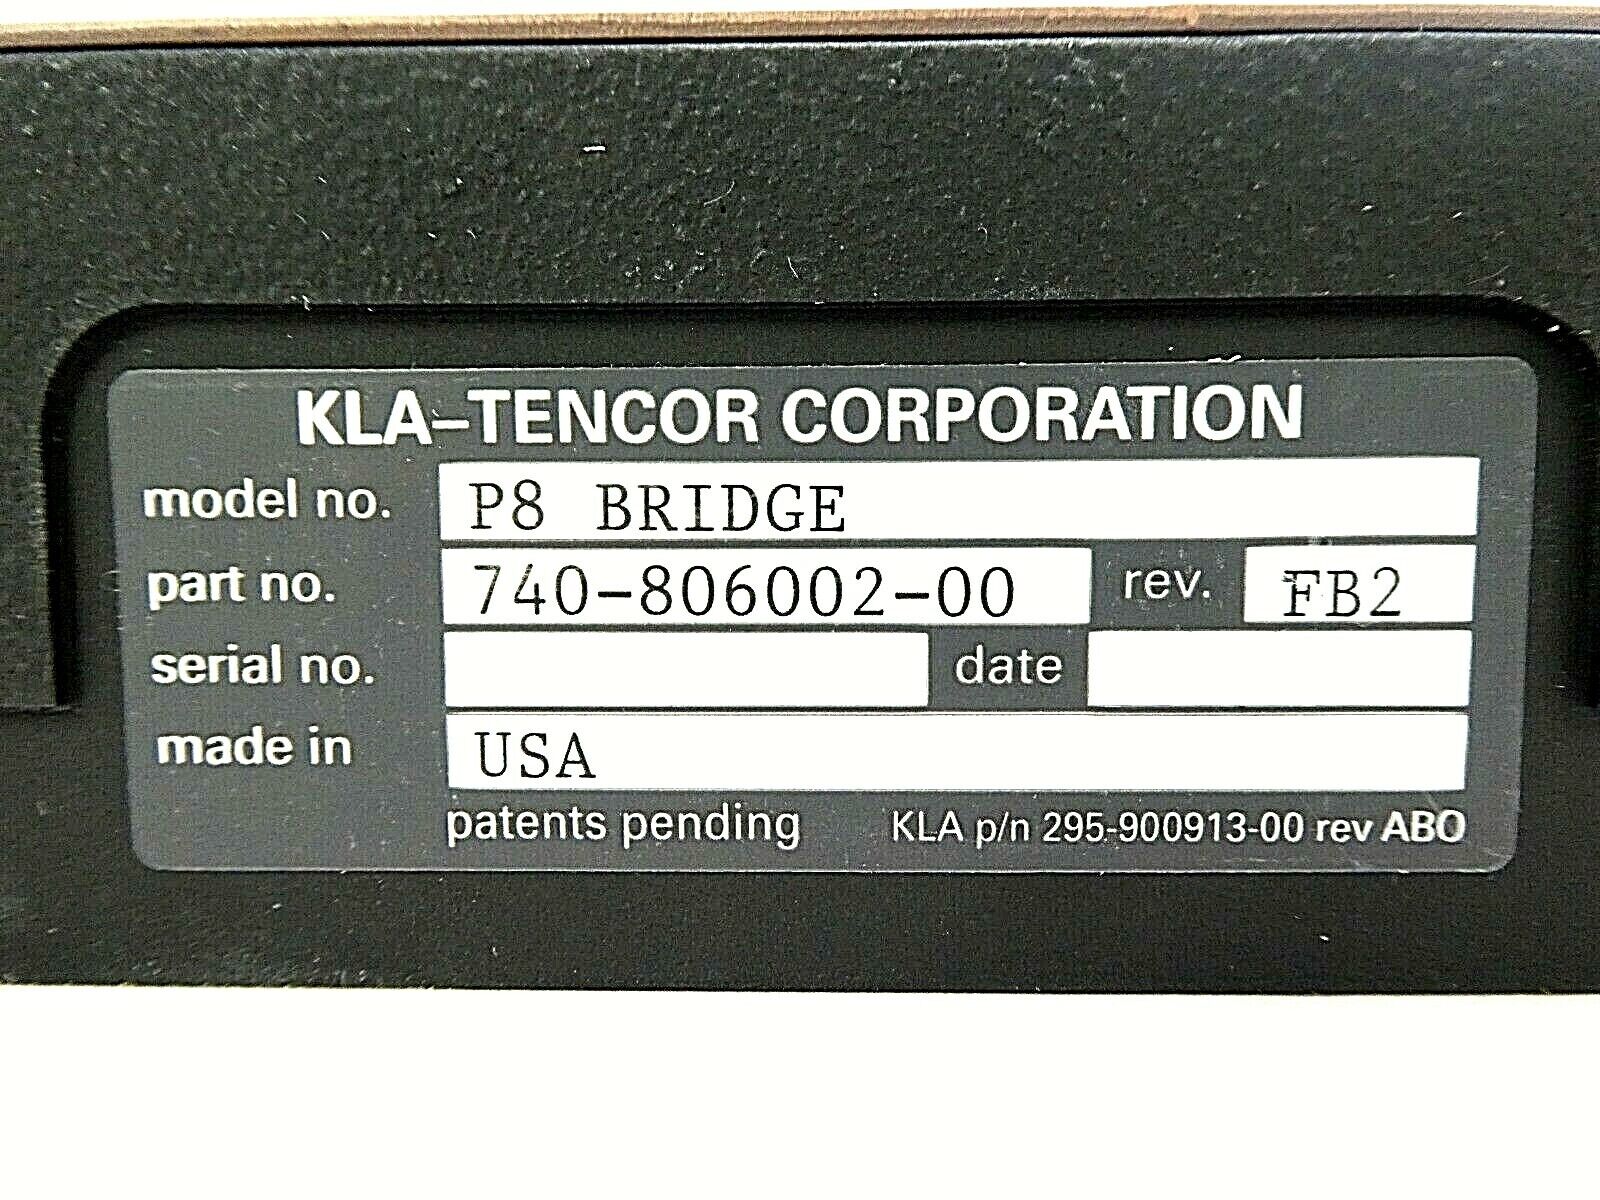 KLA-TENCOR CORPORATION
model no. P8 BRIDGE
part no. 740-806002-00 rev. FB2
serial no. date
made in USA
patents pending KLA p/n 295-900913-00 rev ABO